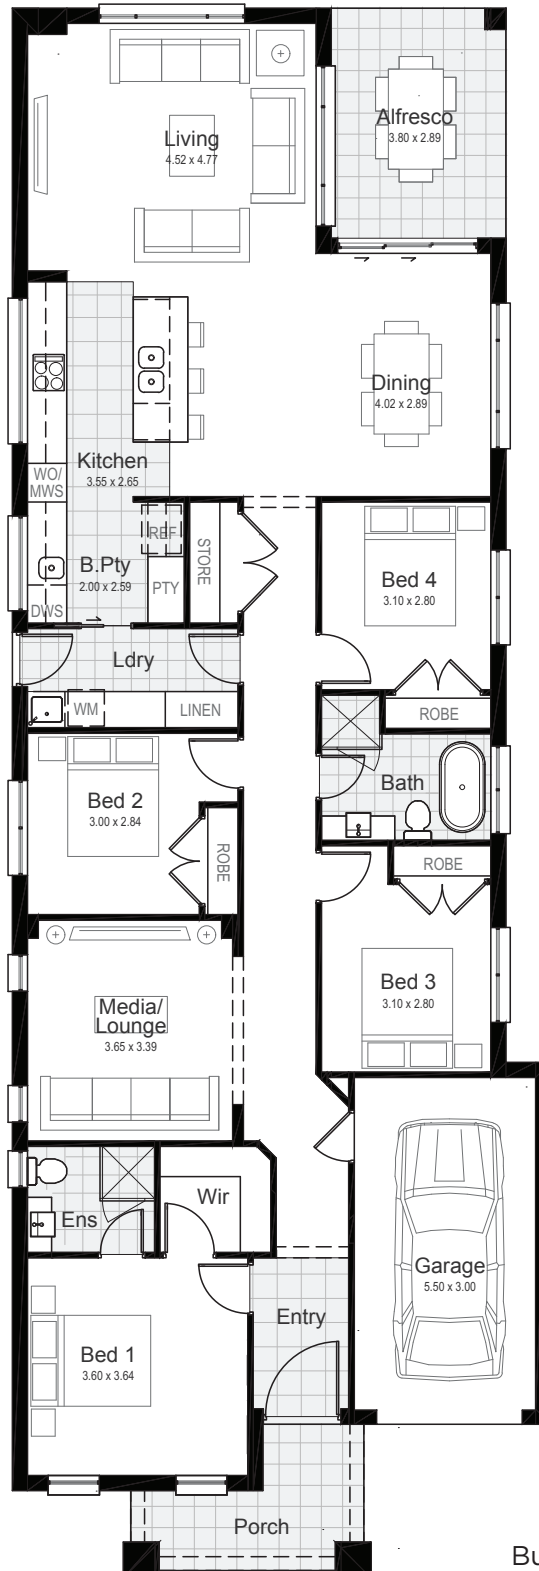 Living
4.52 x 4.77
Alfresco
3.80 x 2.89
Dining
4.02 x 2.89
Kitchen
3.55 x 2.65
WO/
MWS
REF
B.Pty
2.00 x 2.59
PTY
STORE
DWS
Bed 4
3.10 x 2.80
ROBE
Ldry
WM
LINEN
Bath
Bed 2
3.00 x 2.84
ROBE
ROBE
Bed 3
3.10 x 2.80
Media/
Lounge
3.65 x 3.39
Wir
Ens
Garage
5.50 x 3.00
Entry
Bed 1
3.60 x 3.64
Porch